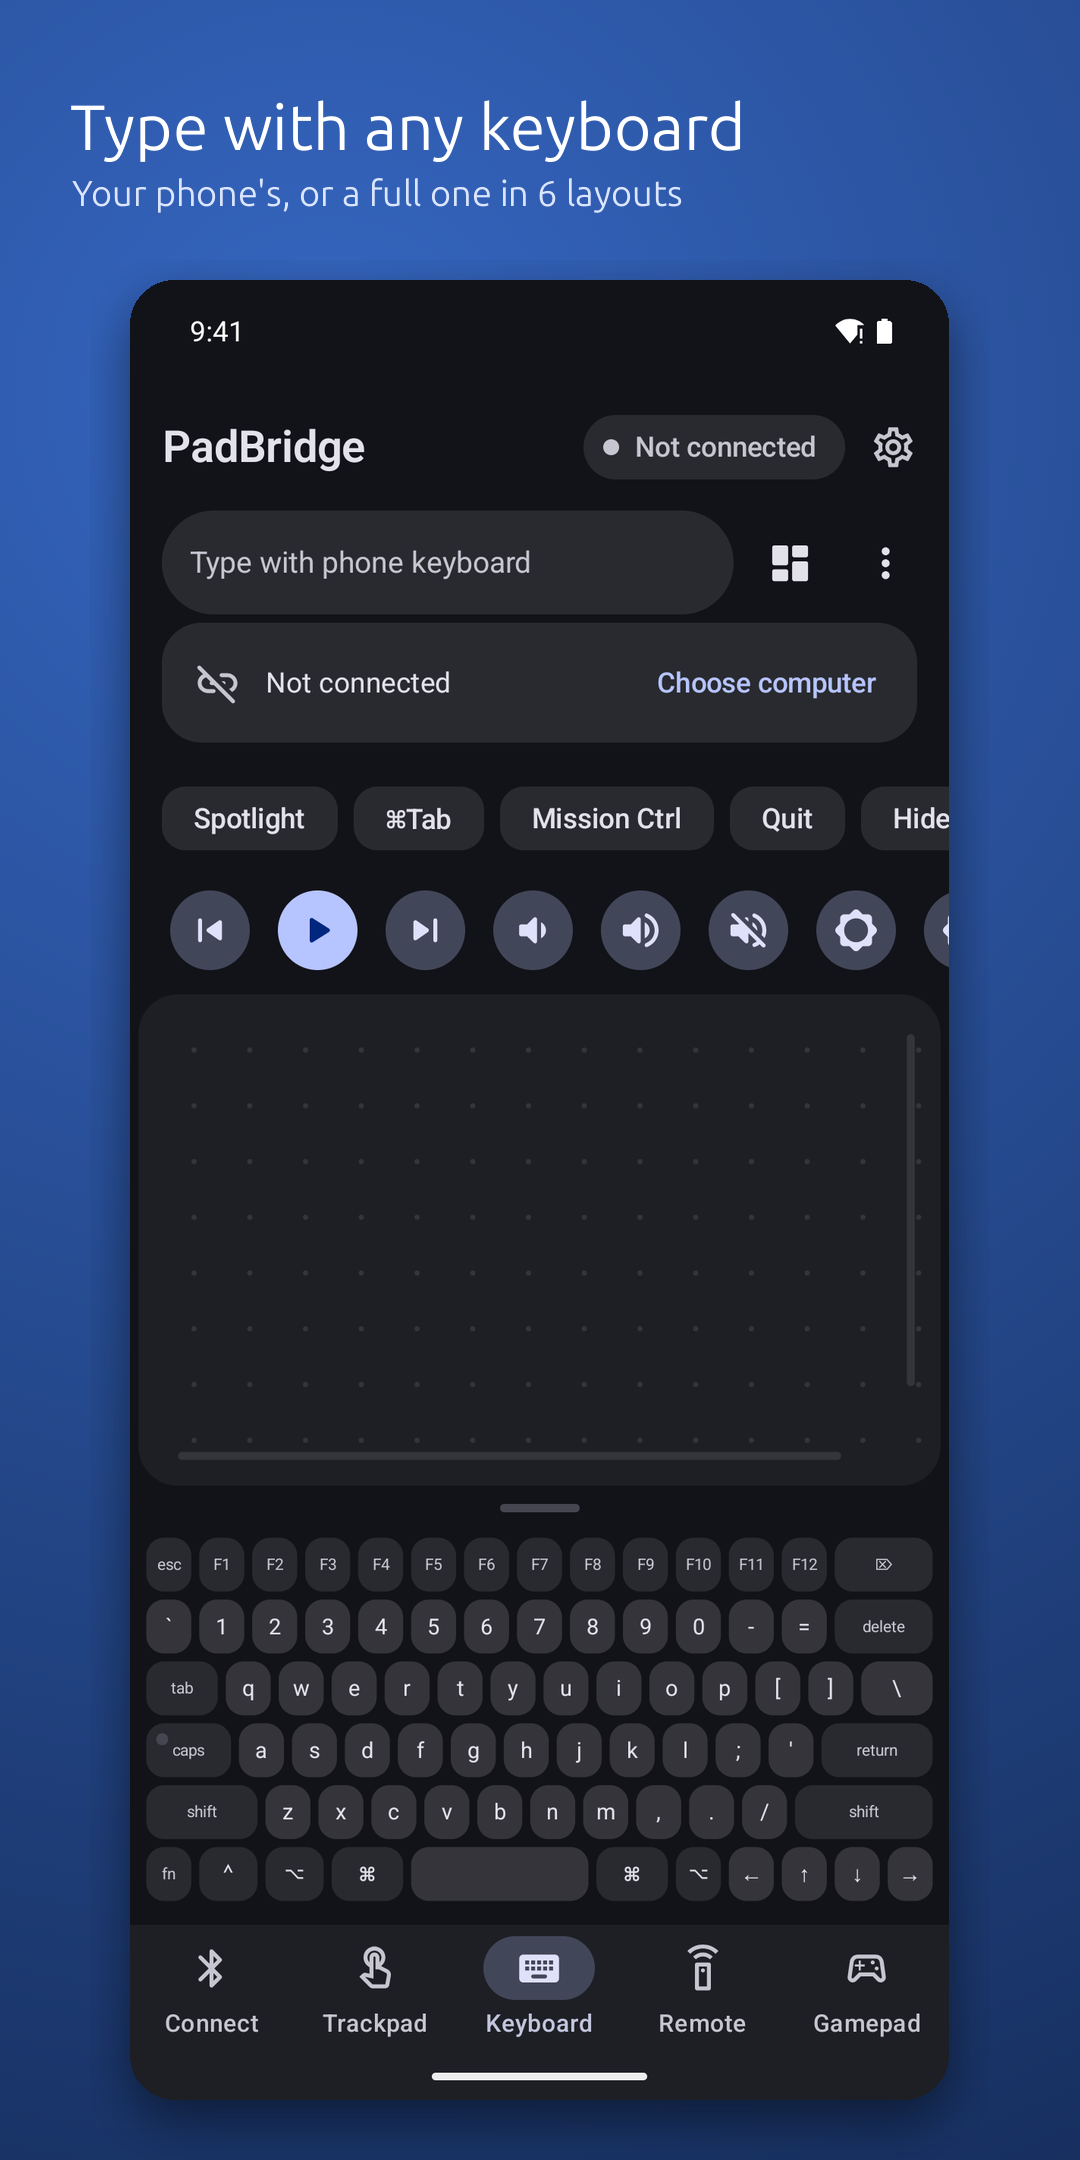 Type with any keyboard
Your phone's, or a full one in 6 layouts
9:41
PadBridge
Not connected
Type with phone keyboard
Not connected Choose computer
Spotlight ⌘Tab Mission Ctrl Quit Hide
esc F1 F2 F3 F4 F5 F6 F7 F8 F9 F10 F11 F12 ⌦
` 1 2 3 4 5 6 7 8 9 0 - = delete
tab q w e r t y u i o p [ ] \
caps a s d f g h j k l ; ' return
shift z x c v b n m , . / shift
fn ^ ⌥ ⌘ ⌘ ⌥ ← ↑ ↓ →
Connect Trackpad Keyboard Remote Gamepad